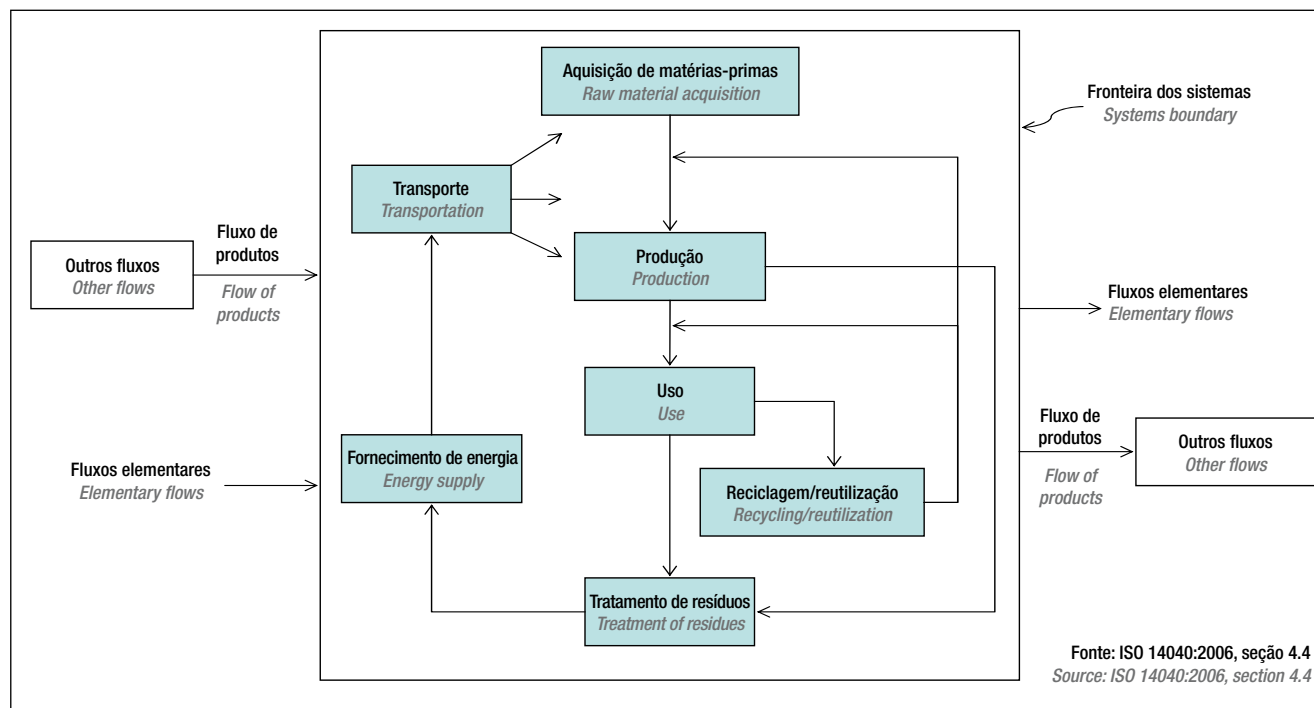 Aquisição de matérias-primas
Raw material acquisition
Fronteira dos sistemas
Systems boundary
Transporte
Transportation
Fluxo de
produtos
Flow of
products
Outros fluxos
Other flows
Produção
Production
Fluxos elementares
Elementary flows
Uso
Use
Fluxo de
produtos
Flow of
products
Outros fluxos
Other flows
Fornecimento de energia
Energy supply
Fluxos elementares
Elementary flows
Reciclagem/reutilização
Recycling/reutilization
Tratamento de resíduos
Treatment of residues
Fonte: ISO 14040:2006, seção 4.4
Source: ISO 14040:2006, section 4.4